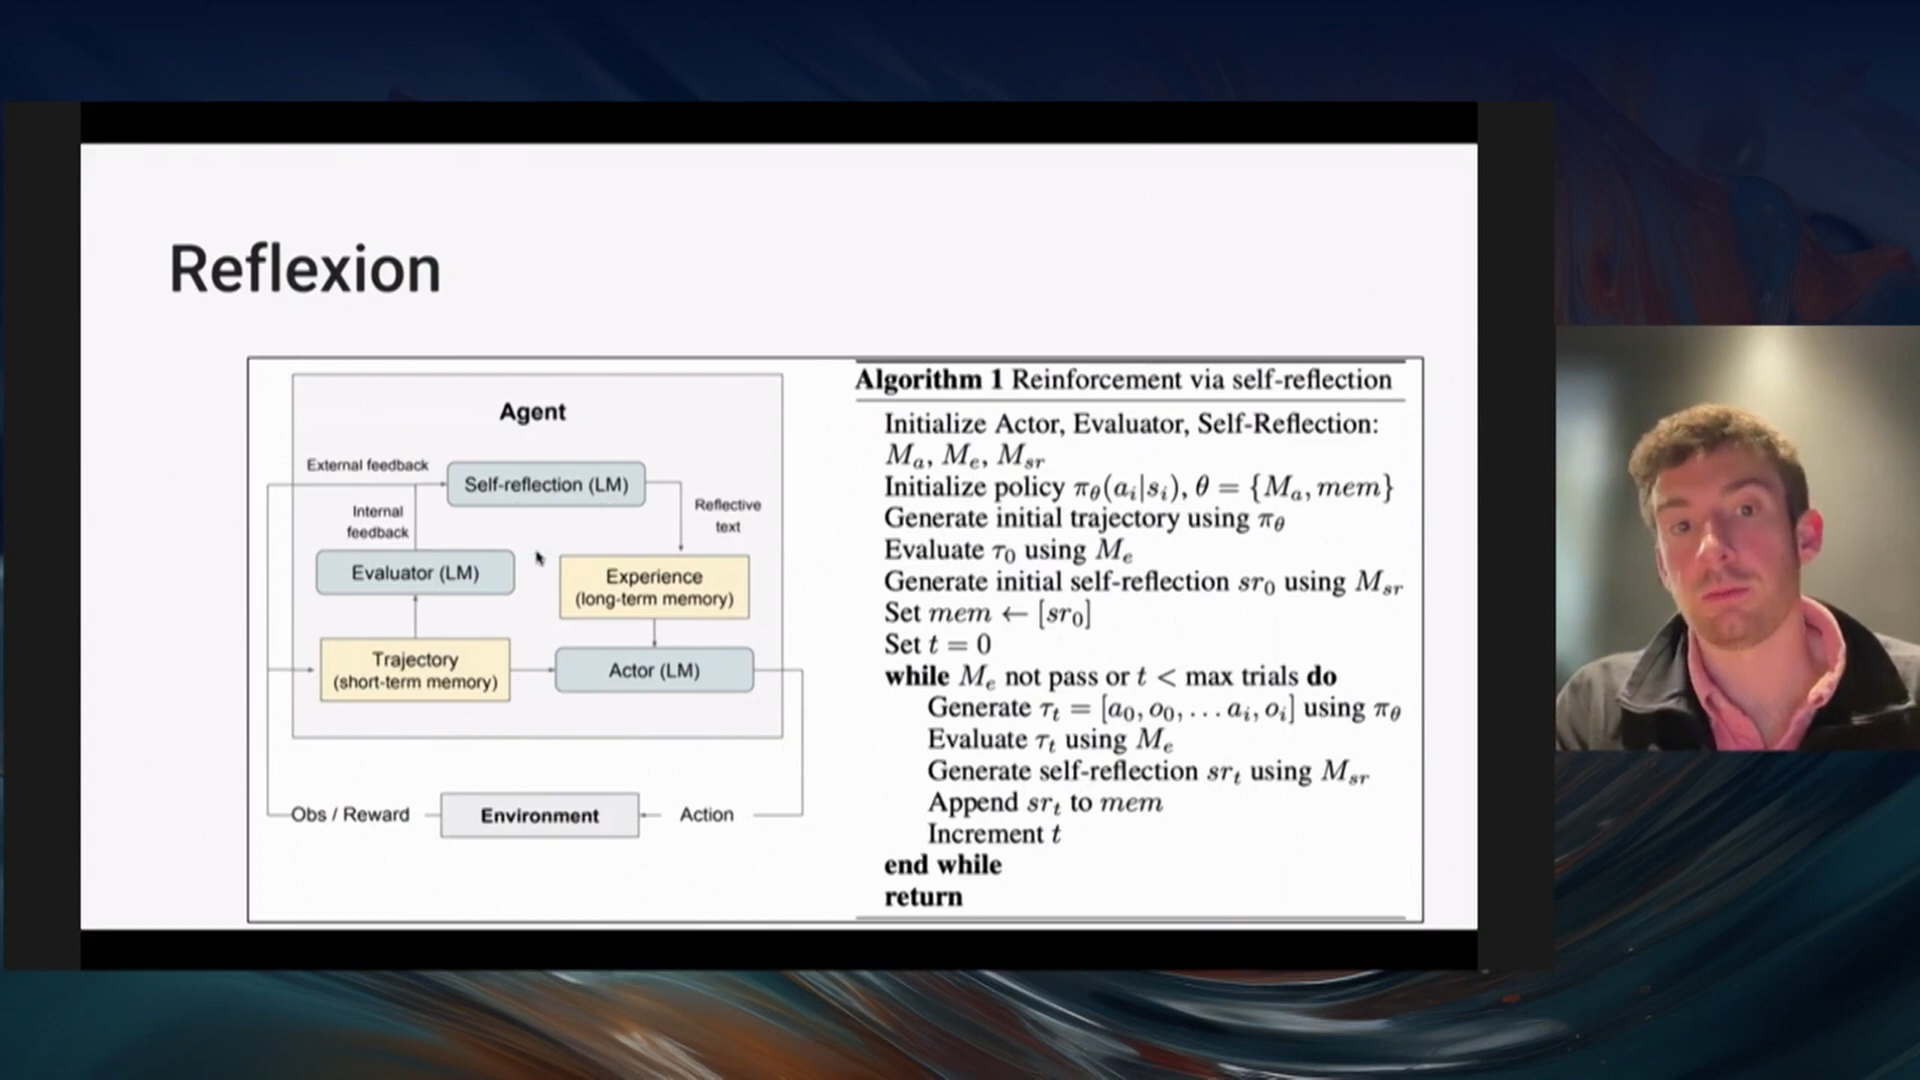 Reflexion
Agent
External feedback
Self-reflection (LM)
Internal
feedback
Reflective
text
Evaluator (LM)
Experience
(long-term memory)
Trajectory
(short-term memory)
Actor (LM)
Obs / Reward
Environment
Action
Algorithm 1 Reinforcement via self-reflection
Initialize Actor, Evaluator, Self-Reflection:
Mₐ, Mₑ, Mₛᵣ
Initialize policy π_θ(aᵢ|sᵢ), θ = {Mₐ, mem}
Generate initial trajectory using π_θ
Evaluate τ₀ using Mₑ
Generate initial self-reflection sr₀ using Mₛᵣ
Set mem ← [sr₀]
Set t = 0
while Mₑ not pass or t < max trials do
Generate τₜ = [a₀, o₀, . . . aᵢ, oᵢ] using π_θ
Evaluate τₜ using Mₑ
Generate self-reflection srₜ using Mₛᵣ
Append srₜ to mem
Increment t
end while
return